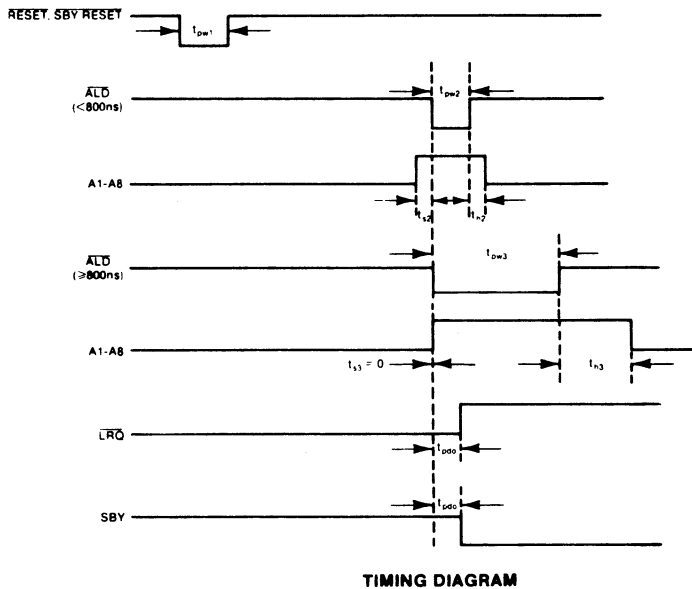 RESET, SBY RESET
tpw1
ALD
(<800ns)
tpw2
A1-A8
ts2
th2
ALD
(≥800ns)
tpw3
A1-A8
ts3 = 0
th3
LRQ
tpdo
SBY
tpdo
TIMING DIAGRAM